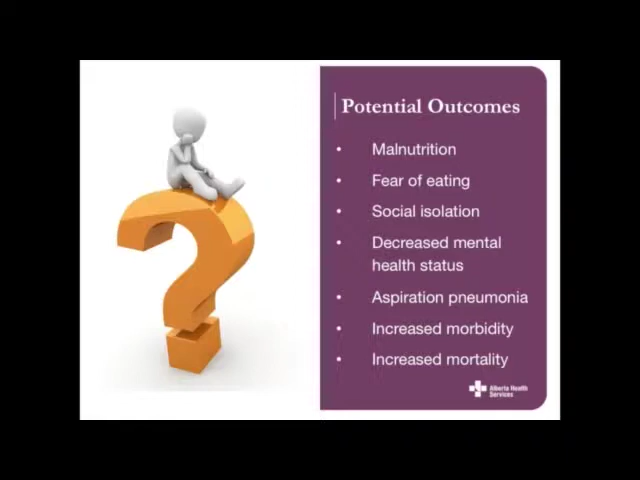 Potential Outcomes
• Malnutrition
• Fear of eating
• Social isolation
• Decreased mental
health status
• Aspiration pneumonia
• Increased morbidity
• Increased mortality
Alberta Health
Services